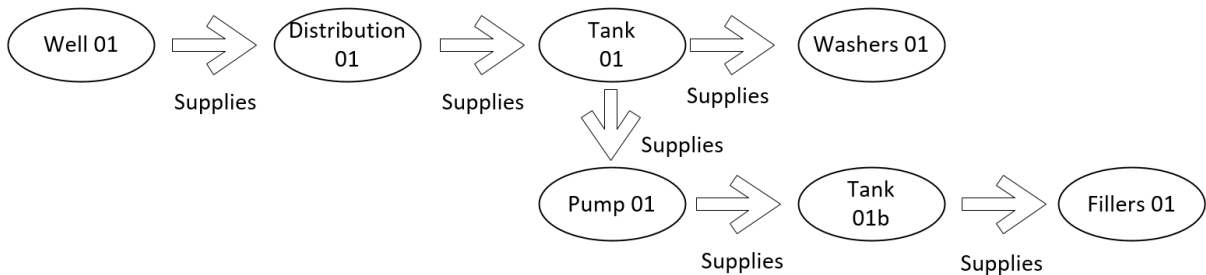 Well 01
Distribution
01
Tank
01
Washers 01
Supplies
Supplies
Supplies
Supplies
Pump 01
Tank
01b
Fillers 01
Supplies
Supplies